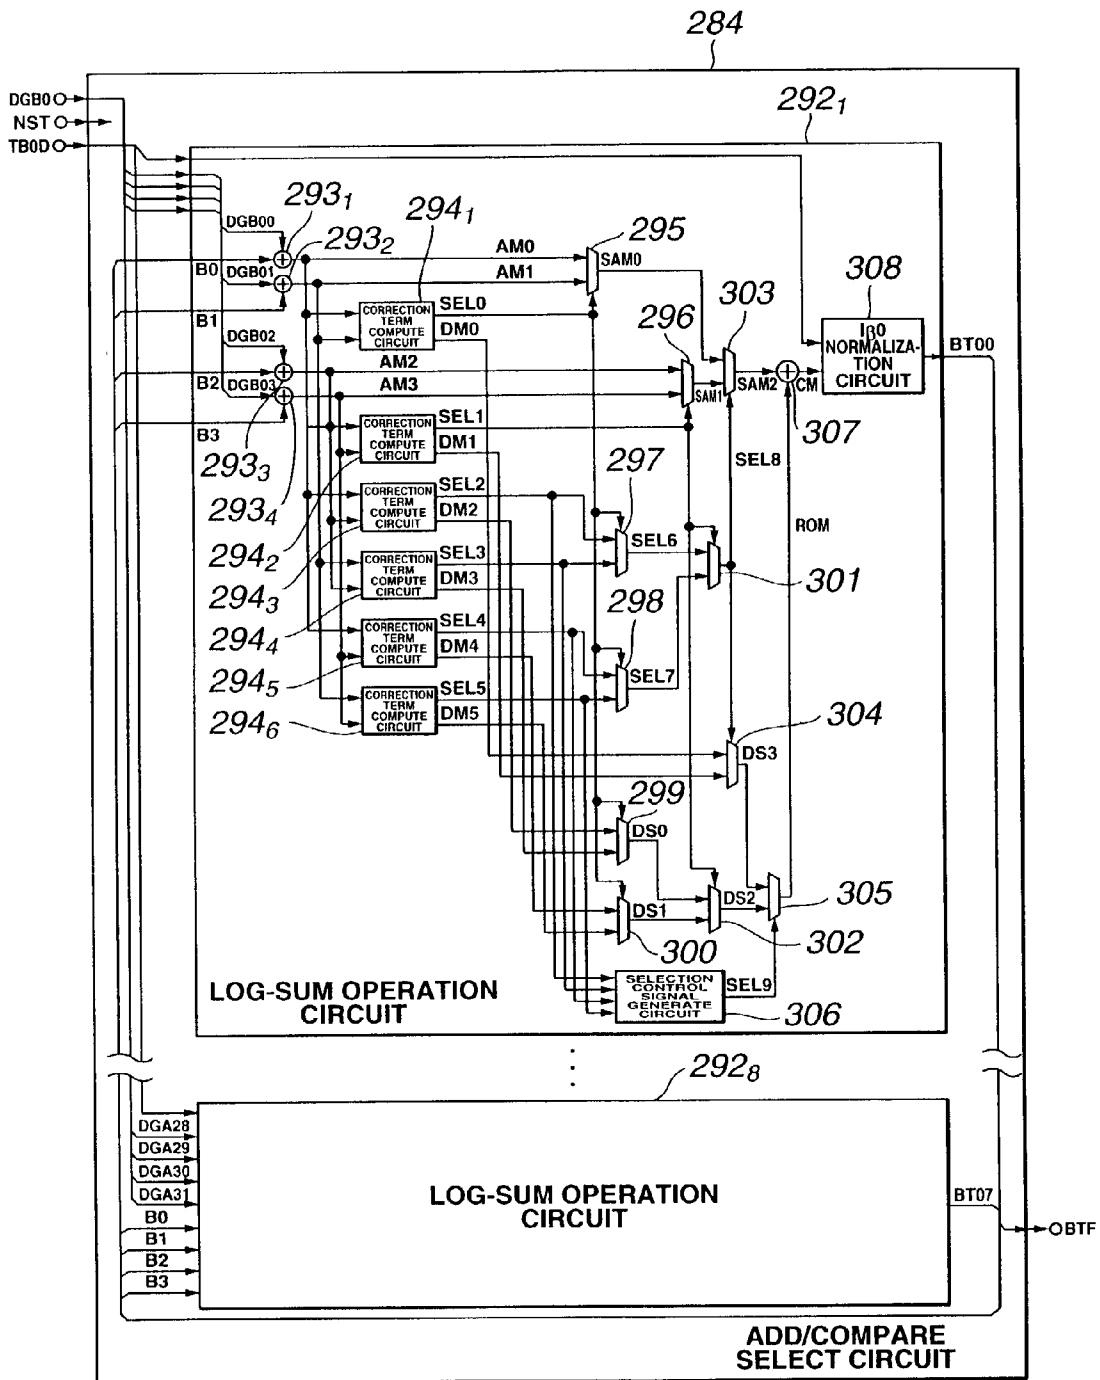 284
DGB0
NST
TB0D
292₁
DGB00
293₁
294₁
293₂
B0
DGB01
AM0
AM1
295
SAM0
308
303
B1
CORRECTION
TERM
COMPUTE
CIRCUIT
SEL0
DM0
296
Iβ0
NORMALIZA-
TION
CIRCUIT
BT00
DGB02
B2
DGB03
AM2
AM3
SAM1
SAM2
CM
307
B3
293₃
293₄
CORRECTION
TERM
COMPUTE
CIRCUIT
SEL1
DM1
297
SEL8
294₂
CORRECTION
TERM
COMPUTE
CIRCUIT
SEL2
DM2
SEL6
ROM
294₃
CORRECTION
TERM
COMPUTE
CIRCUIT
SEL3
DM3
301
298
294₄
CORRECTION
TERM
COMPUTE
CIRCUIT
SEL4
DM4
SEL7
294₅
CORRECTION
TERM
COMPUTE
CIRCUIT
SEL5
DM5
294₆
304
DS3
299
DS0
DS1
DS2
305
300
302
SELECTION
CONTROL
SIGNAL
GENERATE
CIRCUIT
SEL9
306
LOG-SUM OPERATION
CIRCUIT
292₈
DGA28
DGA29
DGA30
DGA31
B0
B1
B2
B3
LOG-SUM OPERATION
CIRCUIT
BT07
BTF
ADD/COMPARE
SELECT CIRCUIT